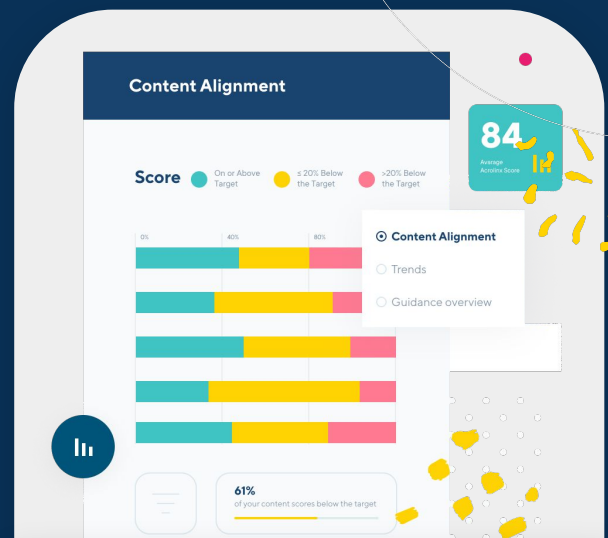 Content Alignment
84
Avarage
Acrolinx Score
Score
On or Above
Target
≤ 20% Below
the Target
>20% Below
the Target
0%
40%
80%
Content Alignment
Trends
Guidance overview
61%
of your content scores below the target